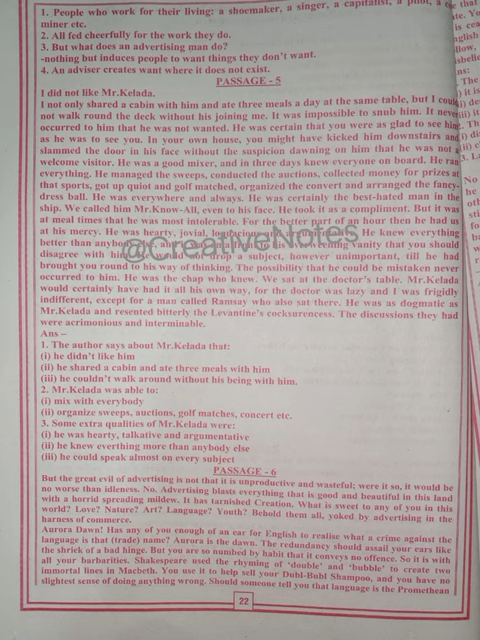 1. People who work for their living: a shoemaker, a singer, a capitalist, a pilot, a
miner etc.
2. All fed cheerfully for the work they do.
3. But what does an advertising man do?
-nothing but induces people to want things they don't want.
4. An adviser creates want where it does not exist.
PASSAGE - 5
I did not like Mr.Kelada.
I not only shared a cabin with him and ate three meals a day at the same table, but I could
not walk round the deck without his joining me. It was impossible to snub him. It never
occurred to him that he was not wanted. He was certain that you were as glad to see him
as he was to see you. In your own house, you might have kicked him downstairs and
slammed the door in his face without the suspicion dawning on him that he was not a
welcome visitor. He was a good mixer, and in three days knew everyone on board. He ran
everything. He managed the sweeps, conducted the auctions, collected money for prizes at
that sports, got up quiot and golf matched, organized the convert and arranged the fancy-
dress ball. He was everywhere and always. He was certainly the best-hated man in the
ship. We called him Mr.Know-All, even to his face. He took it as a compliment. But it was
at meal times that he was most intolerable. For the better part of an hour then he had us
at his mercy. He was hearty, jovial, He knew everything
better than vanity that you should
disagree with drop a subject, however unimportant, till he had
brought you round to his way of thinking. The possibility that he could be mistaken never
occurred to him. He was the chap who knew. We sat at the doctor's table. Mr.Kelada
would certainly have had it all his own way, for the doctor was lazy and I was frigidly
indifferent, except for a man called Ramsay who also sat there. He was as dogmatic as
Mr.Kelada and resented bitterly the Levantine's cocksurencess. The discussions they had
were acrimonious and interminable.
Ans –
1. The author says about Mr.Kelada that:
(i) he didn't like him
(ii) he shared a cabin and ate three meals with him
(iii) he couldn't walk around without his being with him.
2. Mr.Kelada was able to:
(i) mix with everybody
(ii) organize sweeps, auctions, golf matches, concert etc.
3. Some extra qualities of Mr.Kelada were:
(i) he was hearty, talkative and argumentative
(ii) he knew everthing more than anybody else
(iii) he could speak almost on every subject
PASSAGE - 6
But the great evil of advertising is not that it is unproductive and wasteful; were it so, it would be
no worse than idleness. No. Advertising blasts everything that is good and beautiful in this land
with a horrid spreading mildew. It has tarnished Creation. What is sweet to any of you in this
world? Love? Nature? Art? Language? Youth? Behold them all, yoked by advertising in the
harness of commerce.
Aurora Dawn! Has any of you enough of an ear for English to realise what a crime against the
language is that (trade) name? Aurora is the dawn. The redundancy should assail your ears like
the shriek of a bad hinge. But you are so numbed by habit that it conveys no offence. So it is with
all your barbarities. Shakespeare used the rhyming of 'double' and 'bubble' to create two
immortal lines in Macbeth. You use it to help sell your Dubl-Bubl Shampoo, and you have no
slightest sense of doing anything wrong. Should someone tell you that language is the Promethean
22
@CreativeNotes